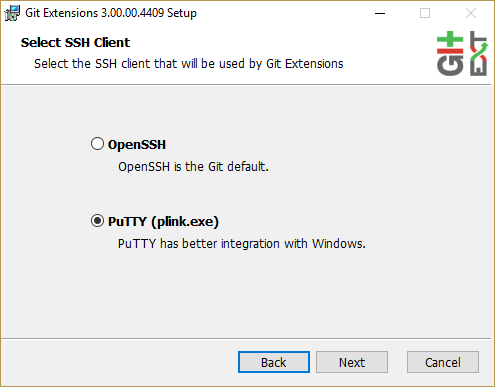 Git Extensions 3.00.00.4409 Setup
Select SSH Client
Select the SSH client that will be used by Git Extensions
GIT
EXT
OpenSSH
OpenSSH is the Git default.
PuTTY (plink.exe)
PuTTY has better integration with Windows.
Back
Next
Cancel